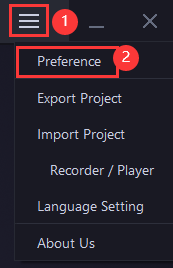 1
Preference
2
Export Project
Import Project
Recorder / Player
Language Setting
About Us